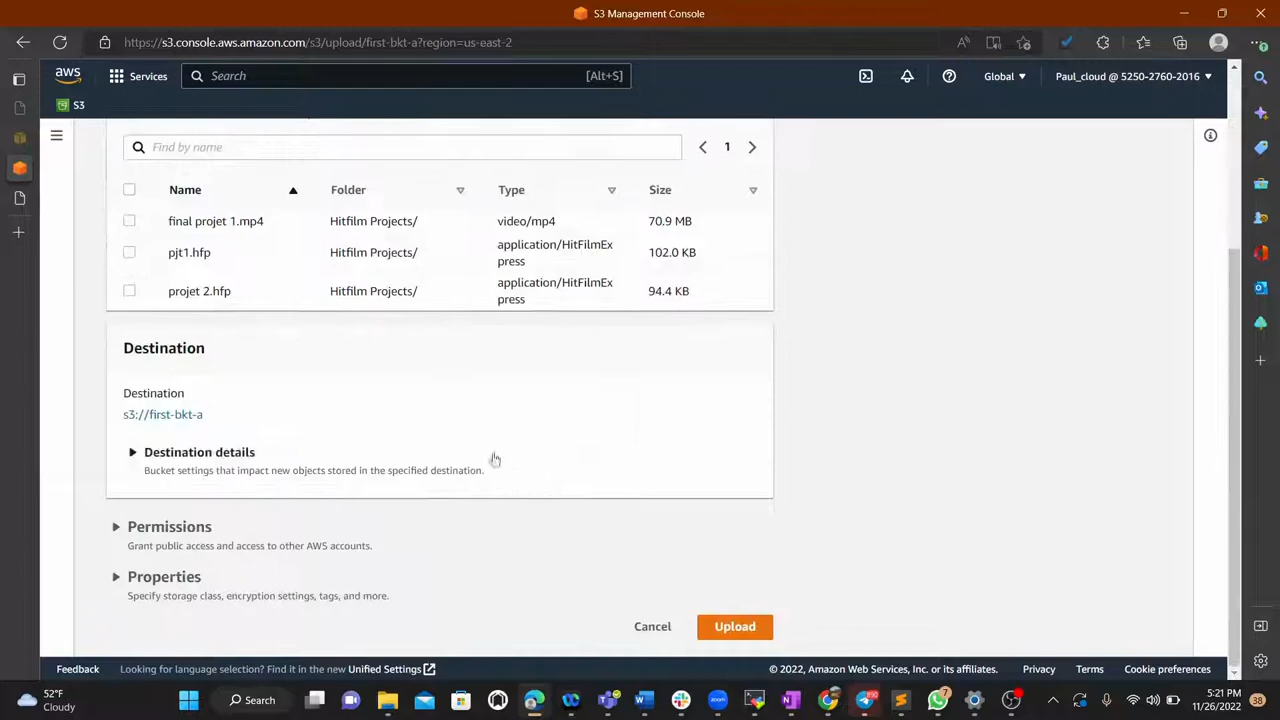 S3 Management Console
https://s3.console.aws.amazon.com/s3/upload/first-bkt-a?region=us-east-2
aws
Services
Search
[Alt+S]
Global
Paul_cloud @ 5250-2760-2016
S3
Find by name
1
Name
Folder
Type
Size
final projet 1.mp4
Hitfilm Projects/
video/mp4
70.9 MB
pjt1.hfp
Hitfilm Projects/
application/HitFilmEx
press
102.0 KB
projet 2.hfp
Hitfilm Projects/
application/HitFilmEx
press
94.4 KB
Destination
Destination
s3://first-bkt-a
Destination details
Bucket settings that impact new objects stored in the specified destination.
Permissions
Grant public access and access to other AWS accounts.
Properties
Specify storage class, encryption settings, tags, and more.
Cancel
Upload
Feedback
Looking for language selection? Find it in the new Unified Settings
© 2022, Amazon Web Services, Inc. or its affiliates.
Privacy
Terms
Cookie preferences
52°F
Cloudy
Search
zoom
7
5:21 PM
11/26/2022
38